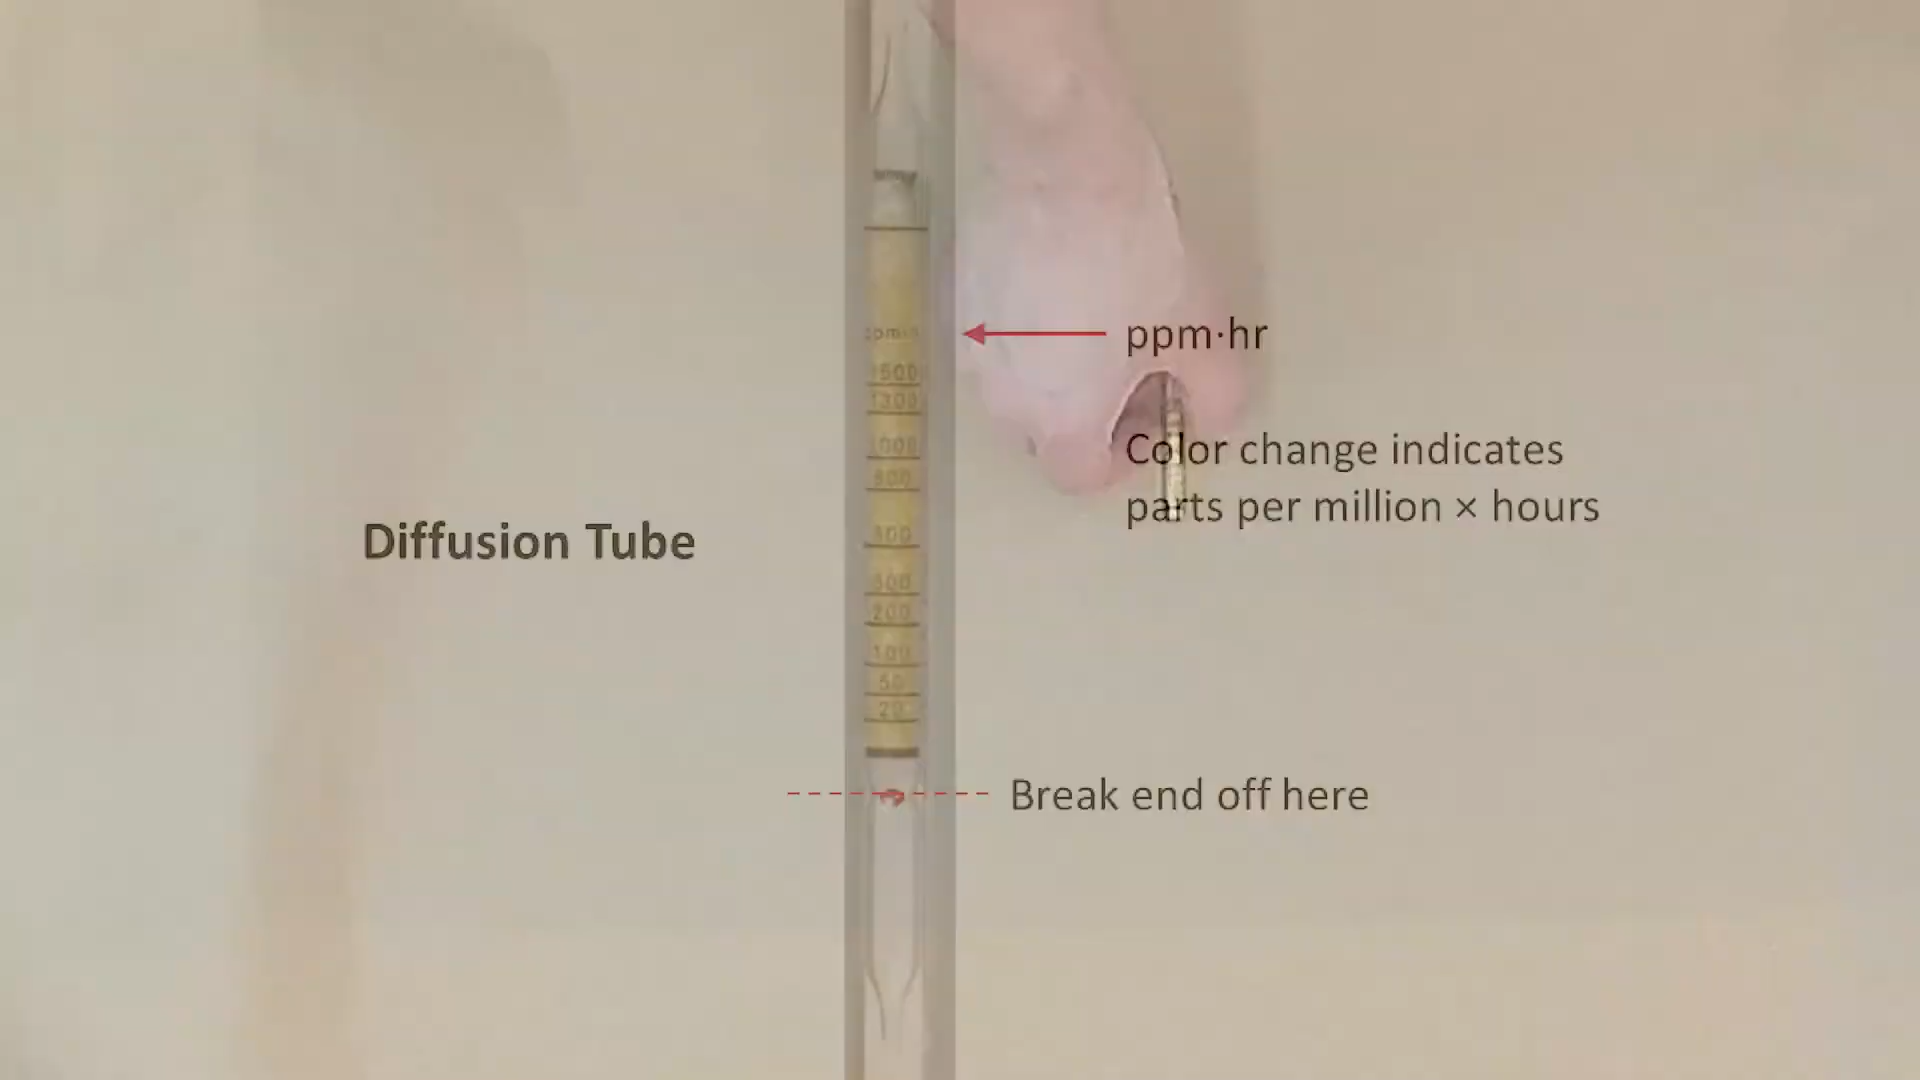 ppm·hr
Color change indicates
parts per million × hours
Diffusion Tube
1300
1000
200
100
50
20
Break end off here